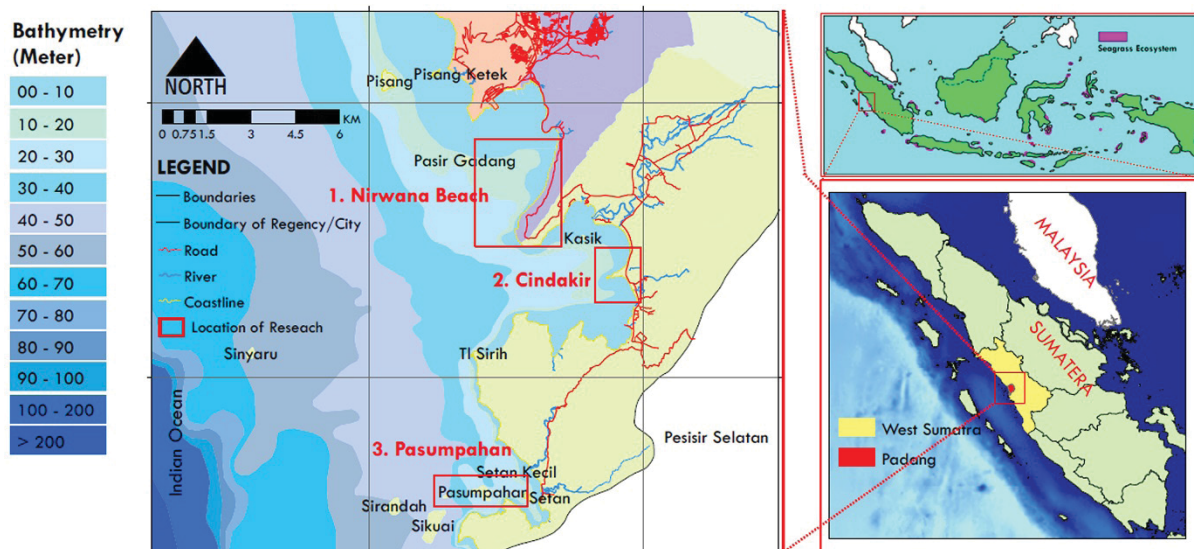 Bathymetry
(Meter)
00 - 10
10 - 20
20 - 30
30 - 40
40 - 50
50 - 60
60 - 70
70 - 80
80 - 90
90 - 100
100 - 200
> 200
NORTH
0 0.75 1.5 3 4.5 6
KM
LEGEND
Boundaries
Boundary of Regency/City
Road
River
Coastline
Location of Reseach
Pisang
Pisang Ketek
Pasir Gadang
1. Nirwana Beach
Kasik
2. Cindakir
Sinyaru
Tl Sirih
Indian Ocean
3. Pasumpahan
Setan Kecil
Pasumpahan
Setan
Sirandah
Sikuai
Pesisir Selatan
Seagrass Ecosystem
MALAYSIA
SUMATERA
West Sumatra
Padang